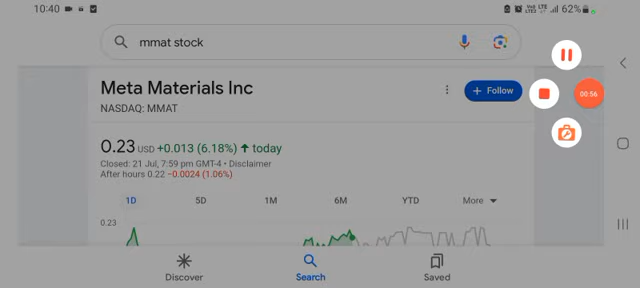 10:40
62%
mmat stock
Meta Materials Inc
+ Follow
NASDAQ: MMAT
00:56
0.23 USD +0.013 (6.18%) ↑ today
Closed: 21 Jul, 7:59 pm GMT-4 • Disclaimer
After hours 0.22 −0.0024 (1.06%)
1D 5D 1M 6M YTD More
0.23
Discover Search Saved